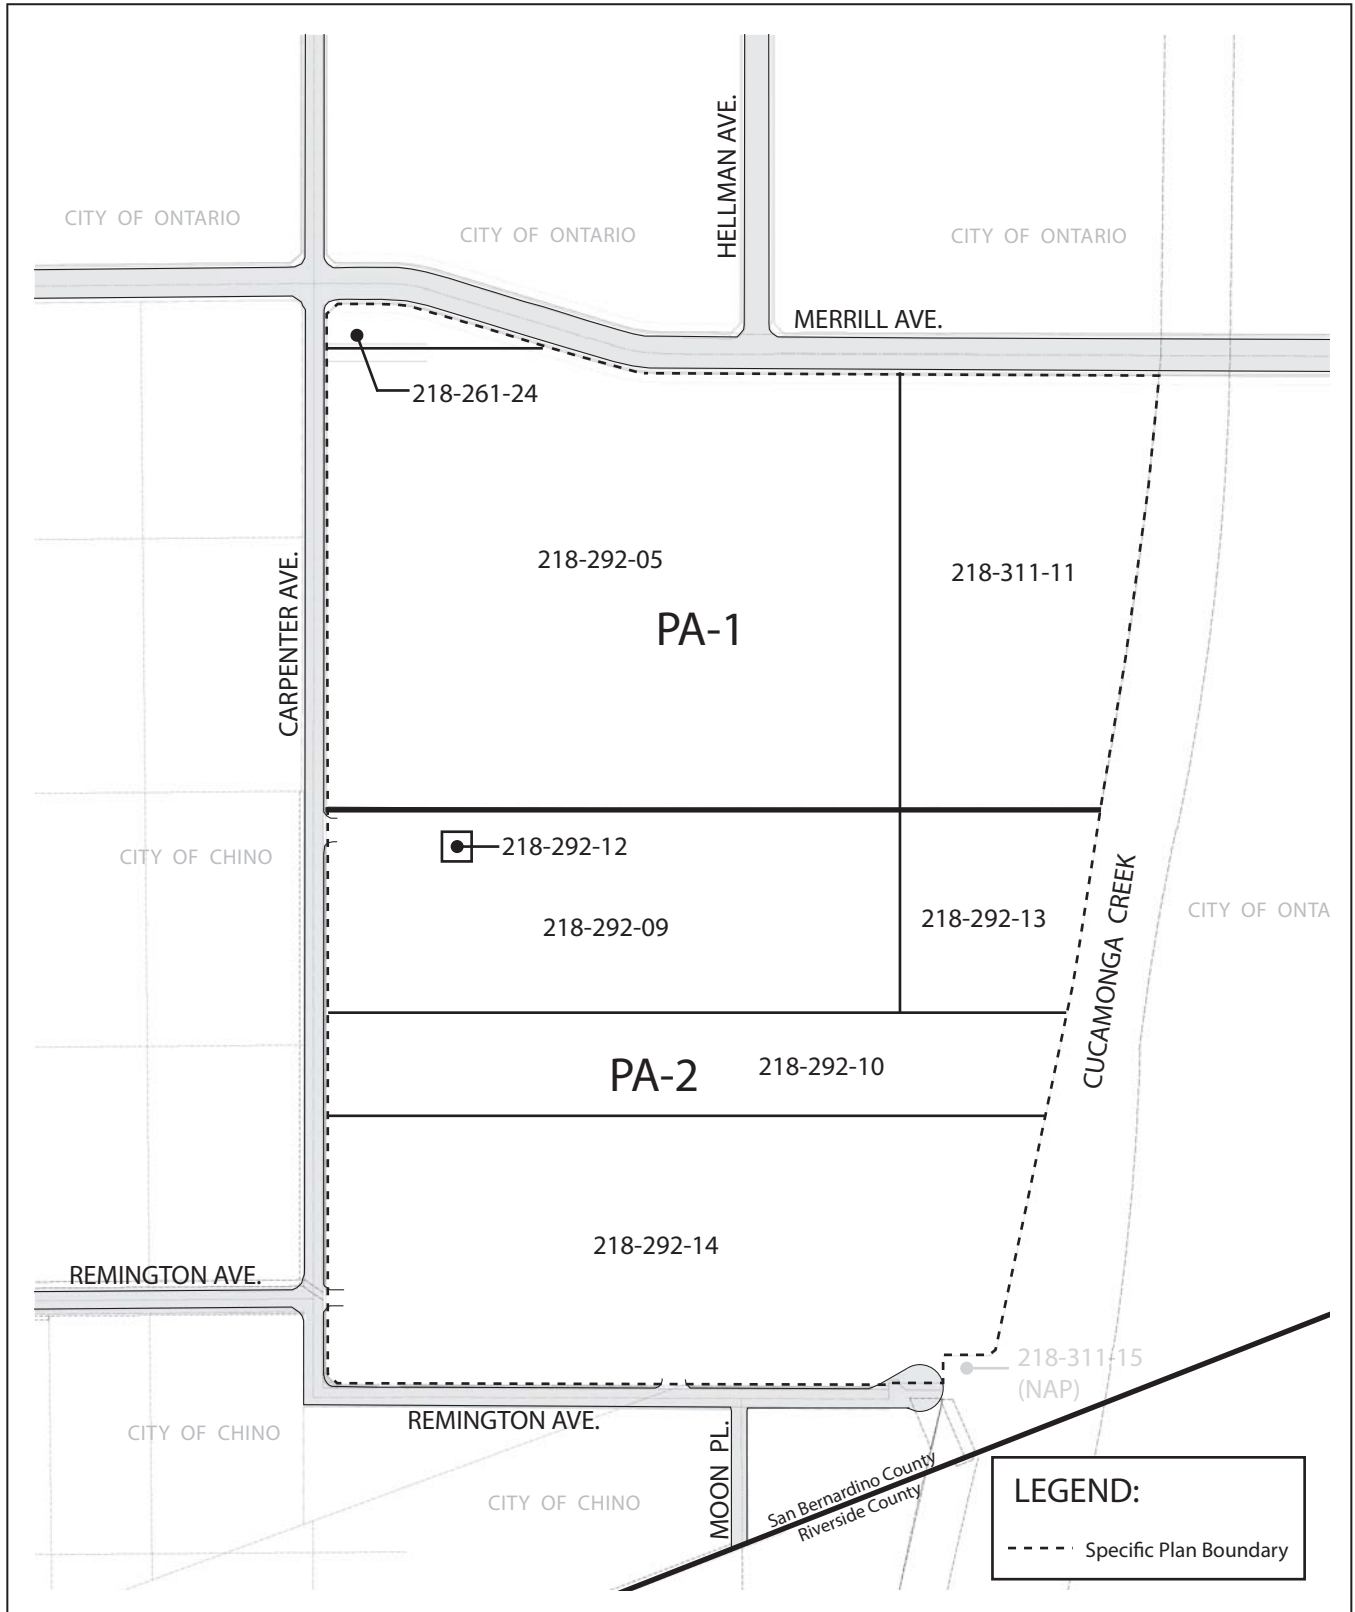 HELLMAN AVE.
CITY OF ONTARIO
CITY OF ONTARIO
CITY OF ONTARIO
MERRILL AVE.
218-261-24
218-292-05
218-311-11
PA-1
CARPENTER AVE.
218-292-12
CITY OF CHINO
218-292-09
218-292-13
CITY OF ONTA
CUCAMONGA CREEK
PA-2
218-292-10
218-292-14
REMINGTON AVE.
218-311-15
(NAP)
REMINGTON AVE.
CITY OF CHINO
MOON PL.
San Bernardino County
Riverside County
CITY OF CHINO
LEGEND:
Specific Plan Boundary